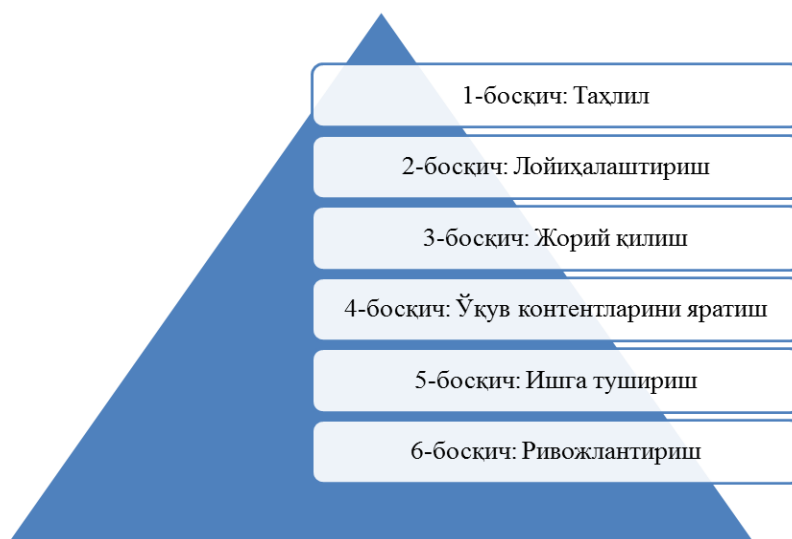 1-босқич: Таҳлил
2-босқич: Лойиҳалаштириш
3-босқич: Жорий қилиш
4-босқич: Ўқув контентларини яратиш
5-босқич: Ишга тушириш
6-босқич: Ривожлантириш